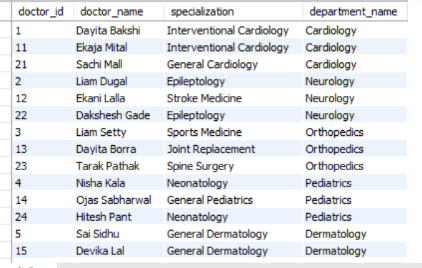 doctor_id doctor_name specialization department_name
1 Dayita Bakshi Interventional Cardiology Cardiology
11 Ekaja Mital Interventional Cardiology Cardiology
21 Sachi Mall General Cardiology Cardiology
2 Liam Dugal Epileptology Neurology
12 Ekani Lalla Stroke Medicine Neurology
22 Dakshesh Gade Epileptology Neurology
3 Liam Setty Sports Medicine Orthopedics
13 Dayita Borra Joint Replacement Orthopedics
23 Tarak Pathak Spine Surgery Orthopedics
4 Nisha Kala Neonatology Pediatrics
14 Ojas Sabharwal General Pediatrics Pediatrics
24 Hitesh Pant Neonatology Pediatrics
5 Sai Sidhu General Dermatology Dermatology
15 Devika Lal General Dermatology Dermatology